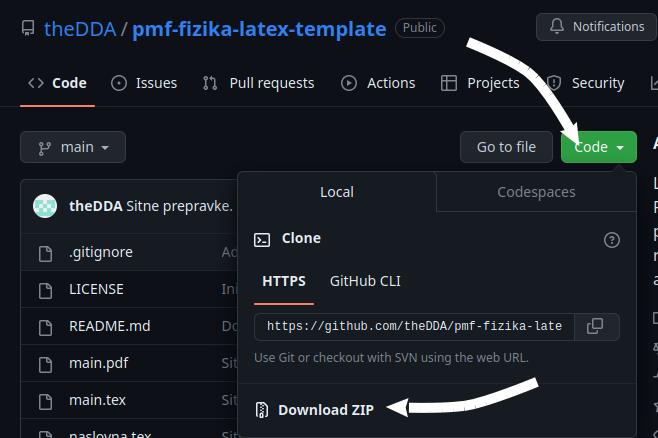 theDDA / pmf-fizika-latex-template Public Notifications
Code Issues Pull requests Actions Projects Security
main Go to file Code
Local Codespaces
theDDA Sitne prepravke.
Clone
.gitignore Ad
HTTPS GitHub CLI
LICENSE Ini
README.md Do
https://github.com/theDDA/pmf-fizika-late
main.pdf Sit
Use Git or checkout with SVN using the web URL.
main.tex Sit
Download ZIP
naslovna.tex Sit